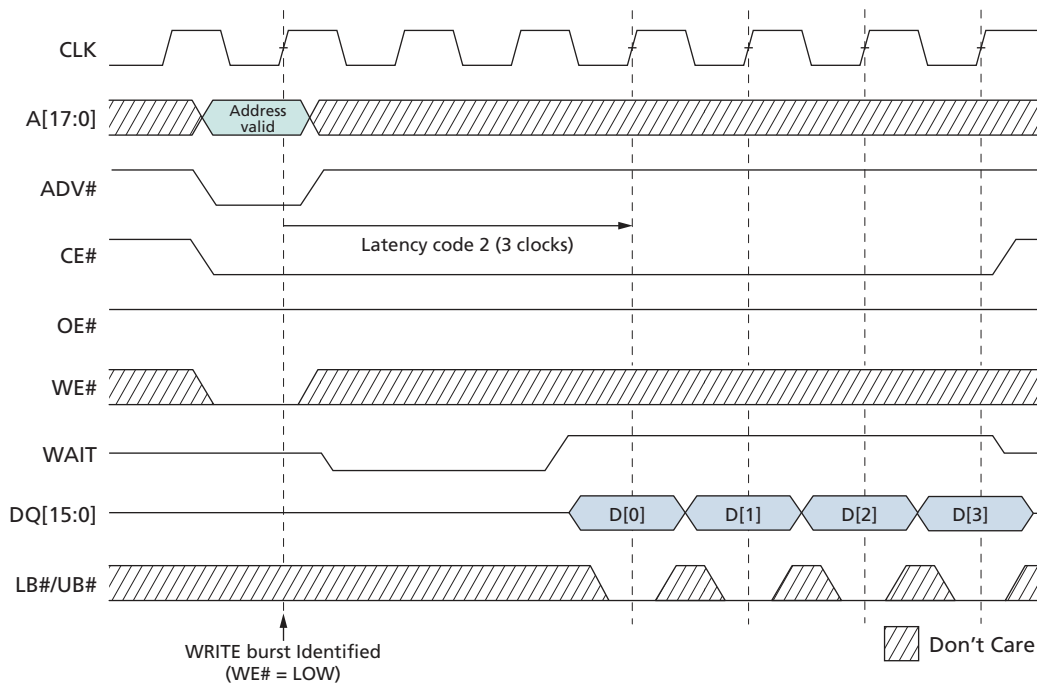 CLK
A[17:0]
Address
valid
ADV#
Latency code 2 (3 clocks)
CE#
OE#
WE#
WAIT
DQ[15:0]
D[0]
D[1]
D[2]
D[3]
LB#/UB#
WRITE burst Identified
(WE# = LOW)
Don't Care